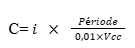 C= i × Période / 0,01×Vcc